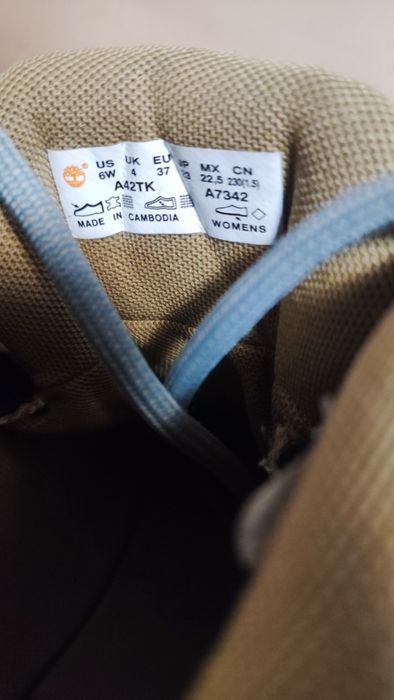 US UK EU JP MX CN
6W 4 37 23 22,5 230(1.5)
A42TK A7342
MADE IN CAMBODIA WOMENS